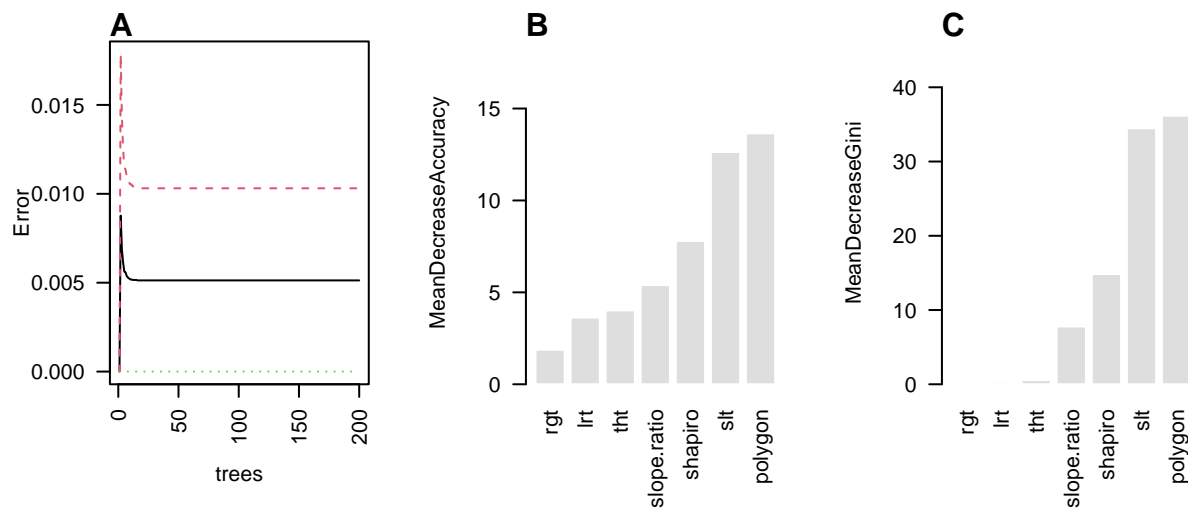 A
Error
0.015
0.010
0.005
0.000
0
50
100
150
200
trees
B
MeanDecreaseAccuracy
15
10
5
0
rgt
lrt
tht
slope.ratio
shapiro
slt
polygon
C
MeanDecreaseGini
40
30
20
10
0
rgt
lrt
tht
slope.ratio
shapiro
slt
polygon